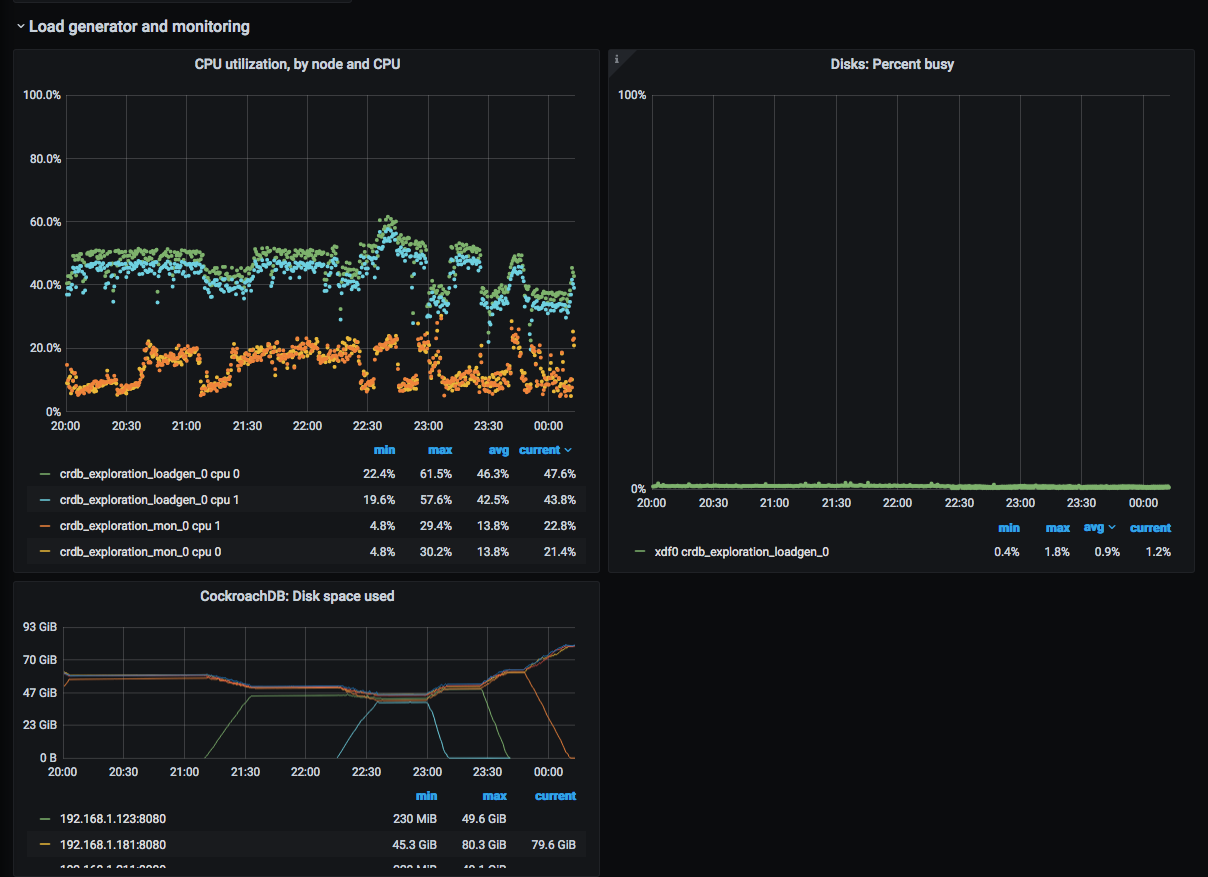 Load generator and monitoring
CPU utilization, by node and CPU
100.0%
80.0%
60.0%
40.0%
20.0%
0%
20:00 20:30 21:00 21:30 22:00 22:30 23:00 23:30 00:00
min max avg current
crdb_exploration_loadgen_0 cpu 0 22.4% 61.5% 46.3% 47.6%
crdb_exploration_loadgen_0 cpu 1 19.6% 57.6% 42.5% 43.8%
crdb_exploration_mon_0 cpu 1 4.8% 29.4% 13.8% 22.8%
crdb_exploration_mon_0 cpu 0 4.8% 30.2% 13.8% 21.4%
i
Disks: Percent busy
100%
0%
20:00 20:30 21:00 21:30 22:00 22:30 23:00 23:30 00:00
min max avg current
xdf0 crdb_exploration_loadgen_0 0.4% 1.8% 0.9% 1.2%
CockroachDB: Disk space used
93 GiB
70 GiB
47 GiB
23 GiB
0 B
20:00 20:30 21:00 21:30 22:00 22:30 23:00 23:30 00:00
min max current
192.168.1.123:8080 230 MiB 49.6 GiB
192.168.1.181:8080 45.3 GiB 80.3 GiB 79.6 GiB